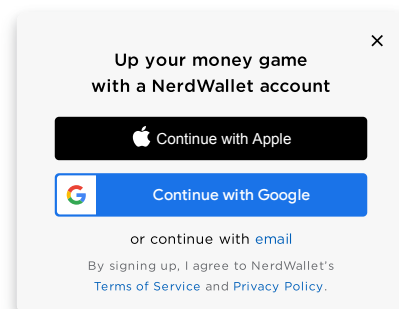 Up your money game
with a NerdWallet account
Continue with Apple
Continue with Google
or continue with email
By signing up, I agree to NerdWallet's
Terms of Service and Privacy Policy.